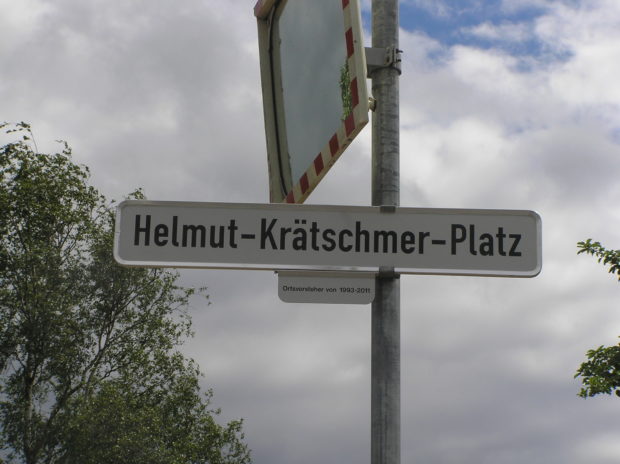 Helmut-Krätschmer-Platz
Ortsvorsteher von 1993-2011